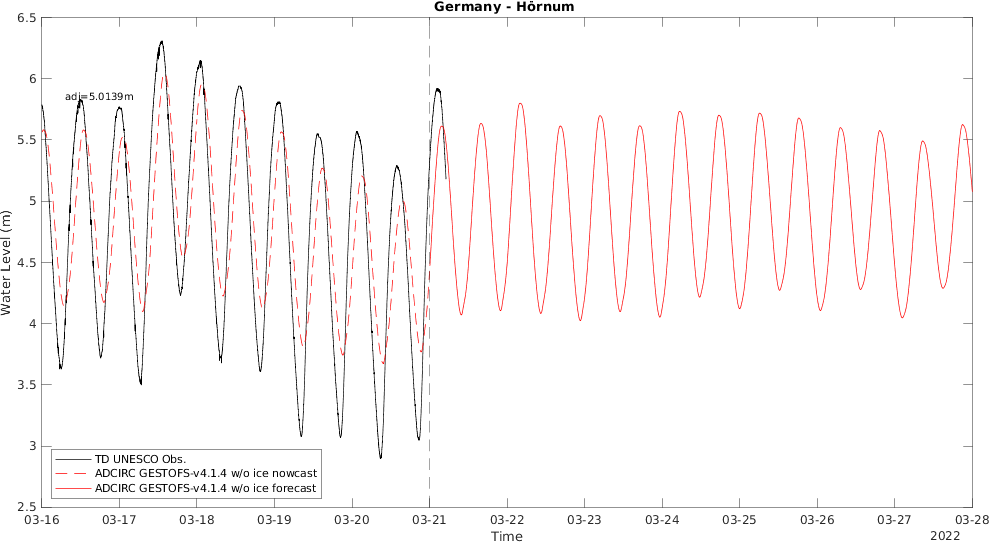 Germany - Hörnum
6.5
6
5.5
5
4.5
4
3.5
3
2.5
Water Level (m)
adj=5.0139m
TD UNESCO Obs.
ADCIRC GESTOFS-v4.1.4 w/o ice nowcast
ADCIRC GESTOFS-v4.1.4 w/o ice forecast
03-16 03-17 03-18 03-19 03-20 03-21 03-22 03-23 03-24 03-25 03-26 03-27 03-28
Time
2022